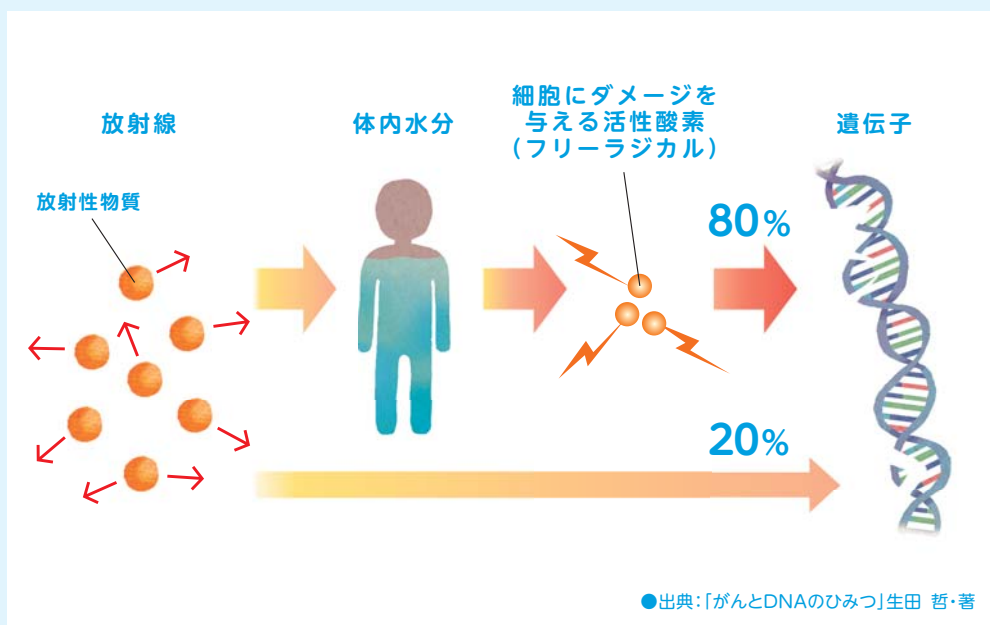 放射線
体内水分
細胞にダメージを
与える活性酸素
(フリーラジカル)
遺伝子
放射性物質
80%
20%
●出典:「がんとDNAのひみつ」生田 哲・著